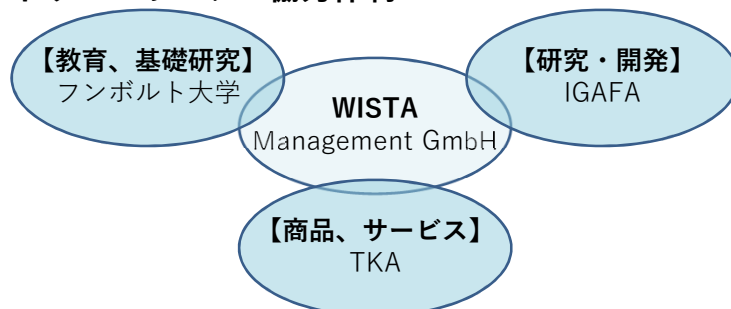 【教育、基礎研究】
フンボルト大学
【研究・開発】
IGAFA
WISTA
Management GmbH
【商品、サービス】
TKA